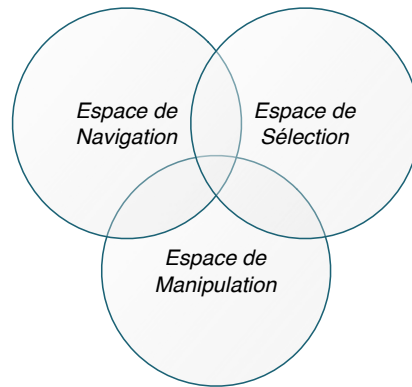 Espace de
Navigation
Espace de
Sélection
Espace de
Manipulation